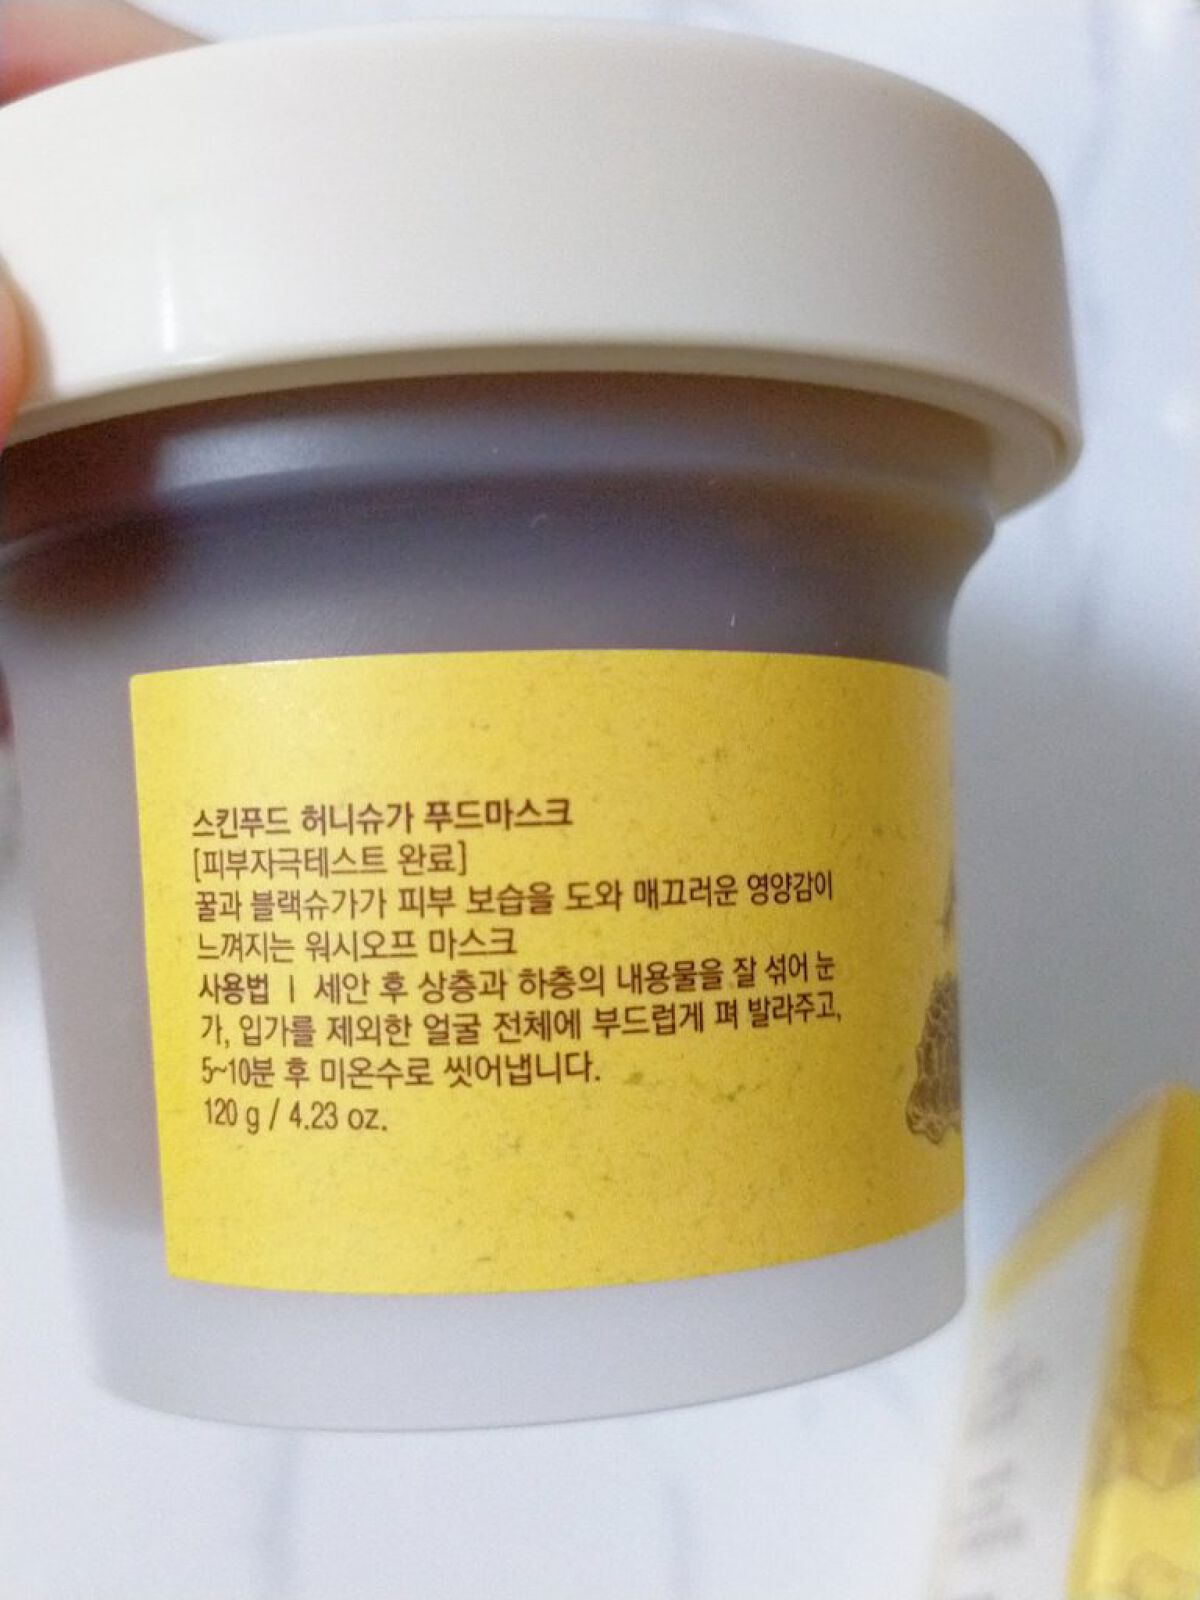 스킨푸드 허니슈가 푸드마스크
[피부자극테스트 완료]
꿀과 블랙슈가가 피부 보습을 도와 매끄러운 영양감이
느껴지는 워시오프 마스크
사용법 | 세안 후 상층과 하층의 내용물을 잘 섞어 눈
가, 입가를 제외한 얼굴 전체에 부드럽게 펴 발라주고,
5~10분 후 미온수로 씻어냅니다.
120 g / 4.23 oz.